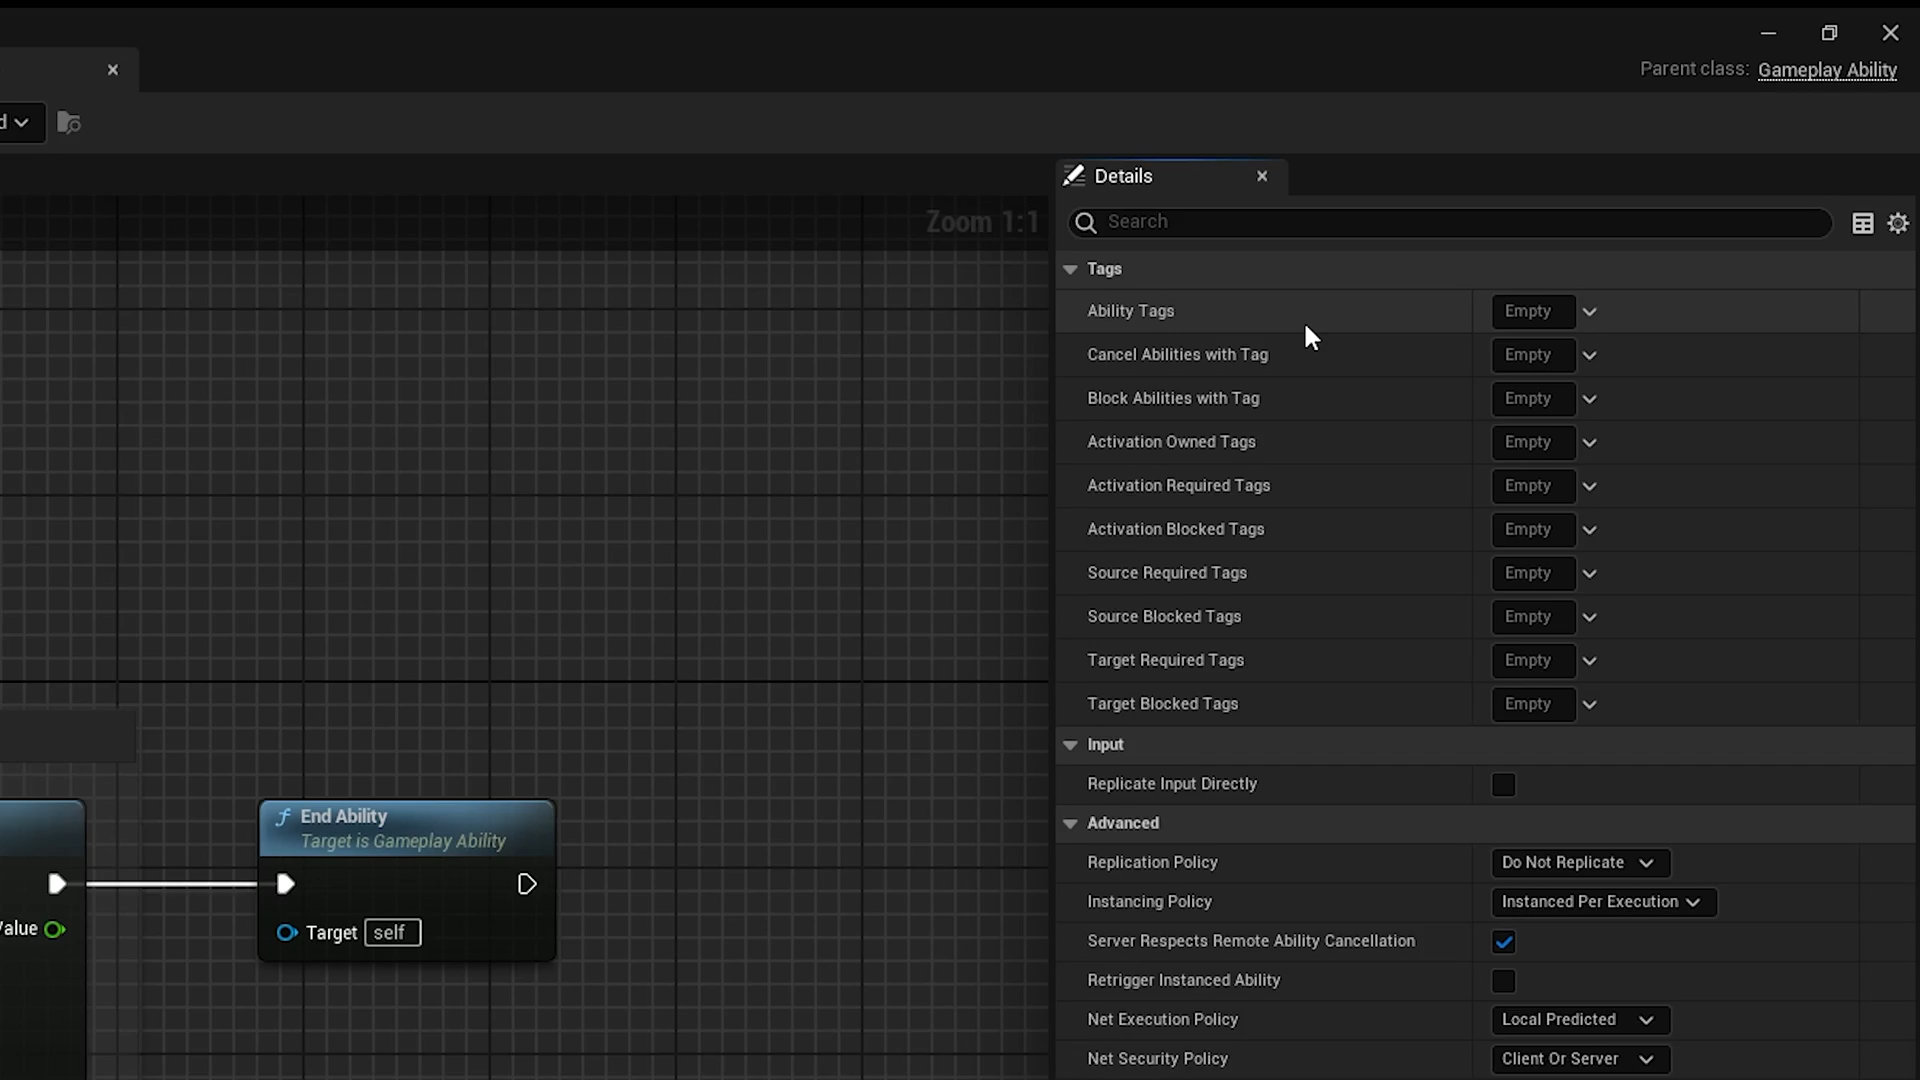 Parent class: Gameplay Ability
d
Details
Zoom 1:1
Search
Tags
Ability Tags Empty
Cancel Abilities with Tag Empty
Block Abilities with Tag Empty
Activation Owned Tags Empty
Activation Required Tags Empty
Activation Blocked Tags Empty
Source Required Tags Empty
Source Blocked Tags Empty
Target Required Tags Empty
Target Blocked Tags Empty
Input
Replicate Input Directly
Advanced
Replication Policy Do Not Replicate
Instancing Policy Instanced Per Execution
Server Respects Remote Ability Cancellation
Retrigger Instanced Ability
Net Execution Policy Local Predicted
Net Security Policy Client Or Server
f End Ability
Target is Gameplay Ability
Target self
Value